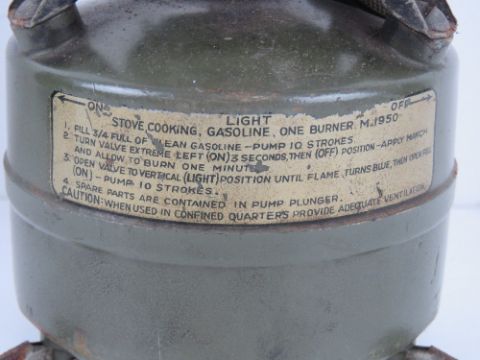 ON LIGHT OFF
STOVE COOKING, GASOLINE, ONE BURNER M.1950
1. FILL 3/4 FULL OF LEAN GASOLINE-PUMP 10 STROKES.
2. TURN VALVE EXTREME LEFT (ON) 3 SECONDS, THEN (OFF) POSITION-APPLY MATCH
AND ALLOW TO BURN ONE MINUTE
3. OPEN VALVE TO VERTICAL (LIGHT) POSITION UNTIL FLAME TURNS BLUE, THEN OPEN FULL
(ON)-PUMP 10 STROKES.
4. SPARE PARTS ARE CONTAINED IN PUMP PLUNGER.
CAUTION: WHEN USED IN CONFINED QUARTERS PROVIDE ADEQUATE VENTILATION.